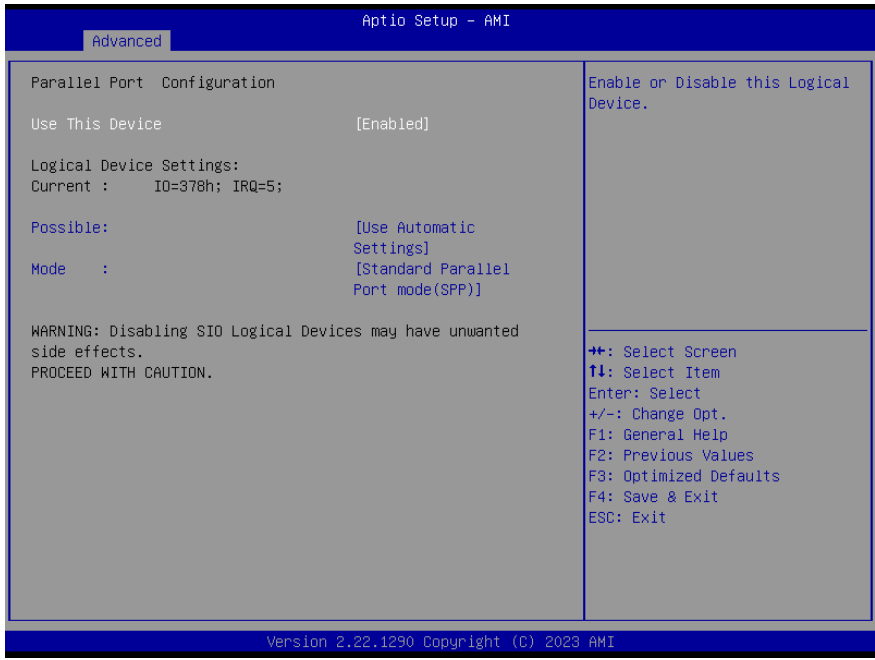 Aptio Setup – AMI
Advanced
Parallel Port Configuration
Use This Device [Enabled]
Logical Device Settings:
Current : IO=378h; IRQ=5;
Possible: [Use Automatic
Settings]
Mode : [Standard Parallel
Port mode(SPP)]
WARNING: Disabling SIO Logical Devices may have unwanted
side effects.
PROCEED WITH CAUTION.
Enable or Disable this Logical
Device.
→←: Select Screen
↑↓: Select Item
Enter: Select
+/-: Change Opt.
F1: General Help
F2: Previous Values
F3: Optimized Defaults
F4: Save & Exit
ESC: Exit
Version 2.22.1290 Copyright (C) 2023 AMI